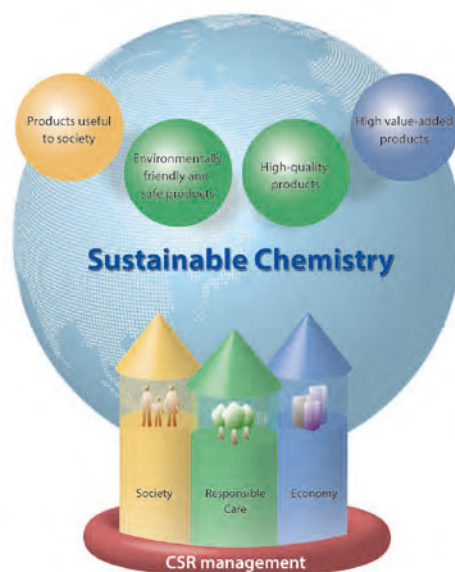 Products useful
to society
High value-added
products
Environmentally
friendly and
safe products
High-quality
products
Sustainable Chemistry
Society
Responsible
Care
Economy
CSR management